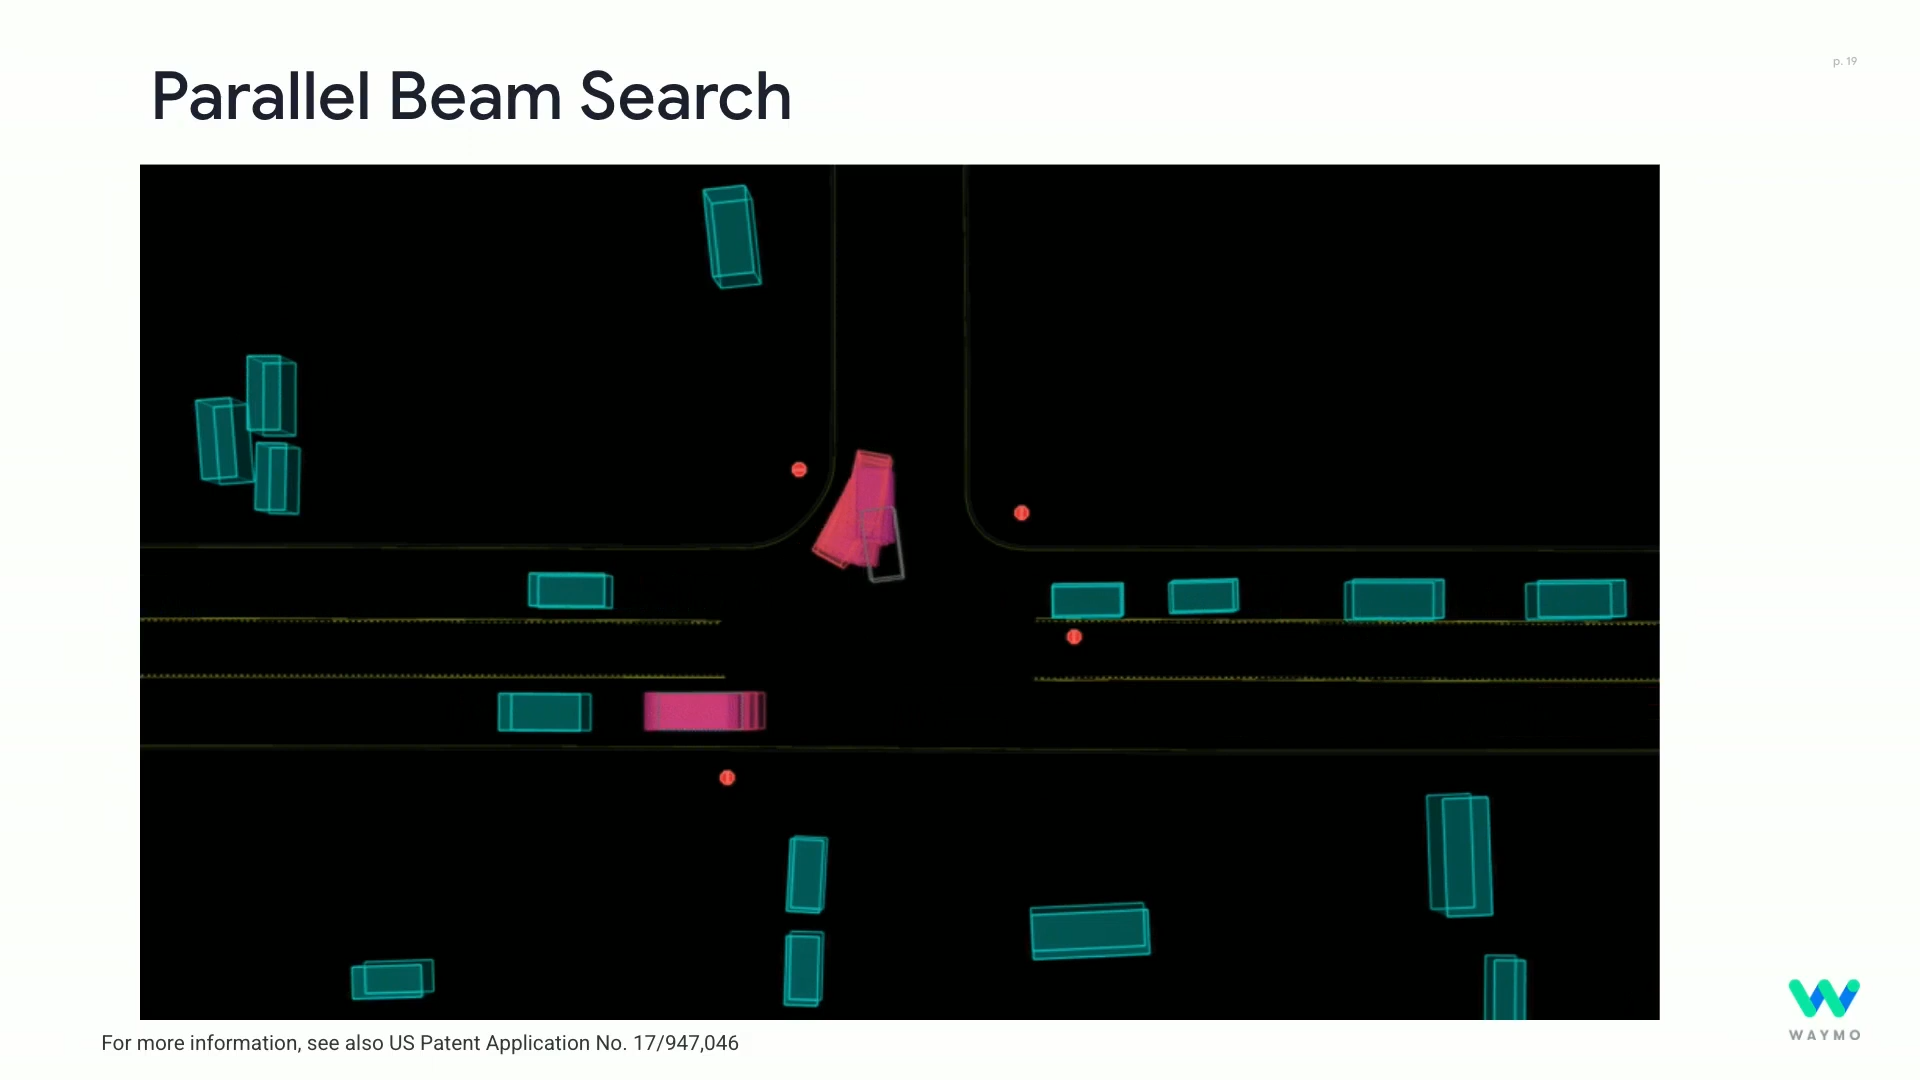 p. 19
Parallel Beam Search
For more information, see also US Patent Application No. 17/947,046
WAYMO